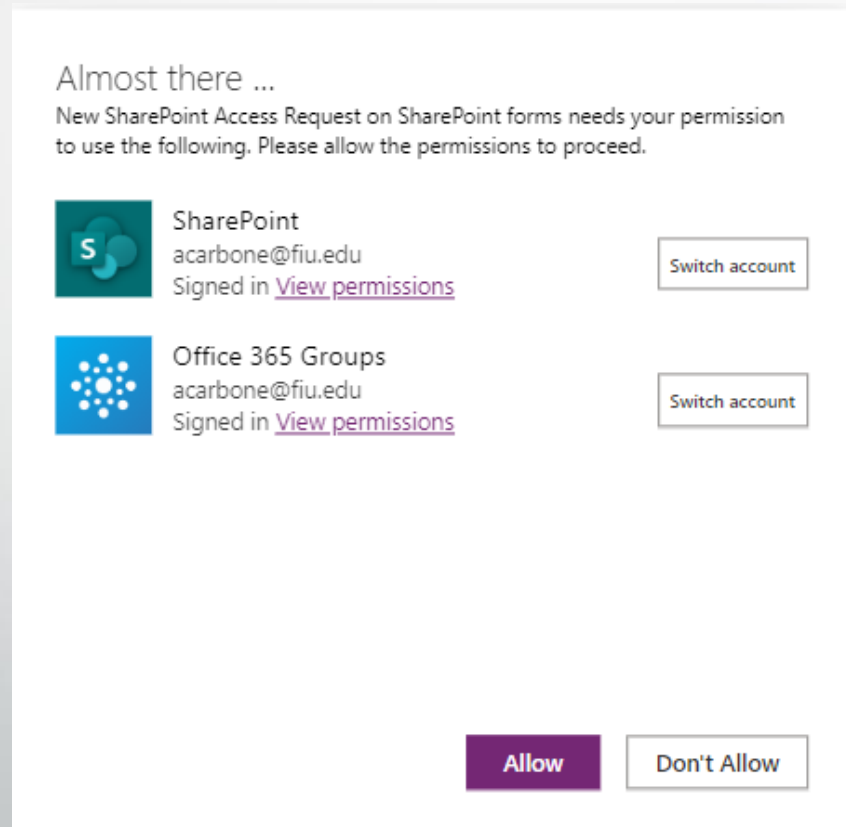 Almost there ...
New SharePoint Access Request on SharePoint forms needs your permission
to use the following. Please allow the permissions to proceed.
S
SharePoint
acarbone@fiu.edu
Signed in View permissions
Switch account
Office 365 Groups
acarbone@fiu.edu
Signed in View permissions
Switch account
Allow
Don't Allow